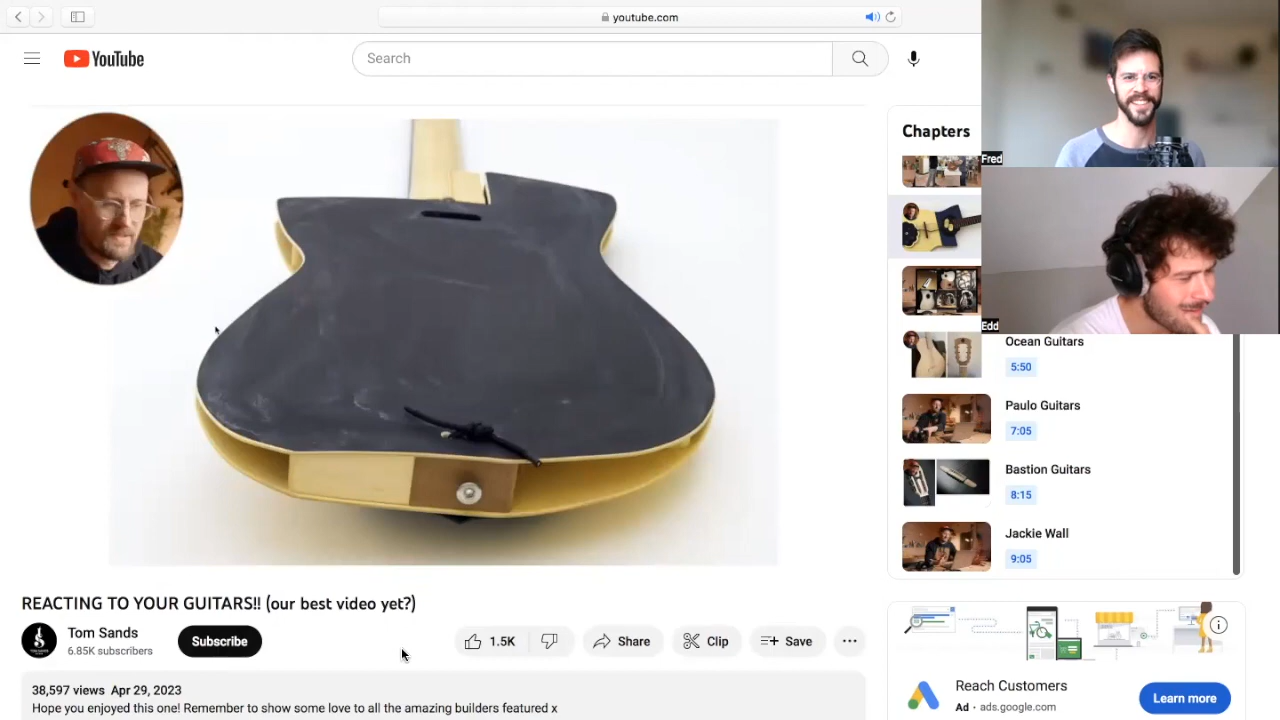 youtube.com
YouTube
Search
Chapters
Fred
Edd
Ocean Guitars
5:50
Paulo Guitars
7:05
Bastion Guitars
8:15
Jackie Wall
9:05
REACTING TO YOUR GUITARS!! (our best video yet?)
Tom Sands
6.85K subscribers
Subscribe
1.5K
Share
Clip
Save
38,597 views Apr 29, 2023
Hope you enjoyed this one! Remember to show some love to all the amazing builders featured x
Reach Customers
Ad · ads.google.com
Learn more